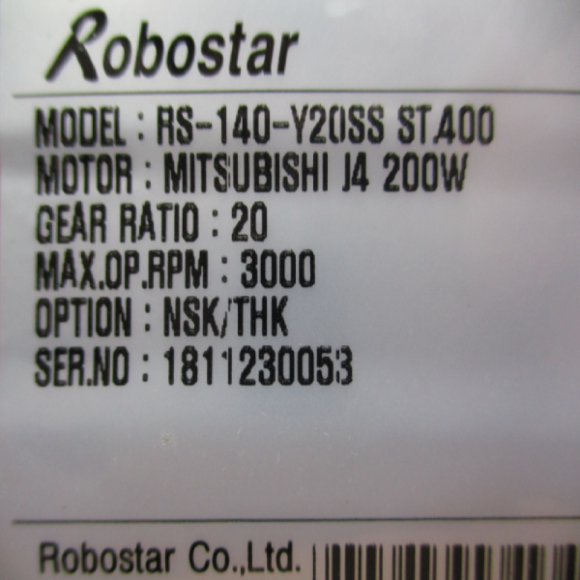 Robostar
MODEL : RS-140-Y20SS ST.400
MOTOR : MITSUBISHI J4 200W
GEAR RATIO : 20
MAX.OP.RPM : 3000
OPTION : NSK/THK
SER.NO : 1811230053
Robostar Co.,Ltd.